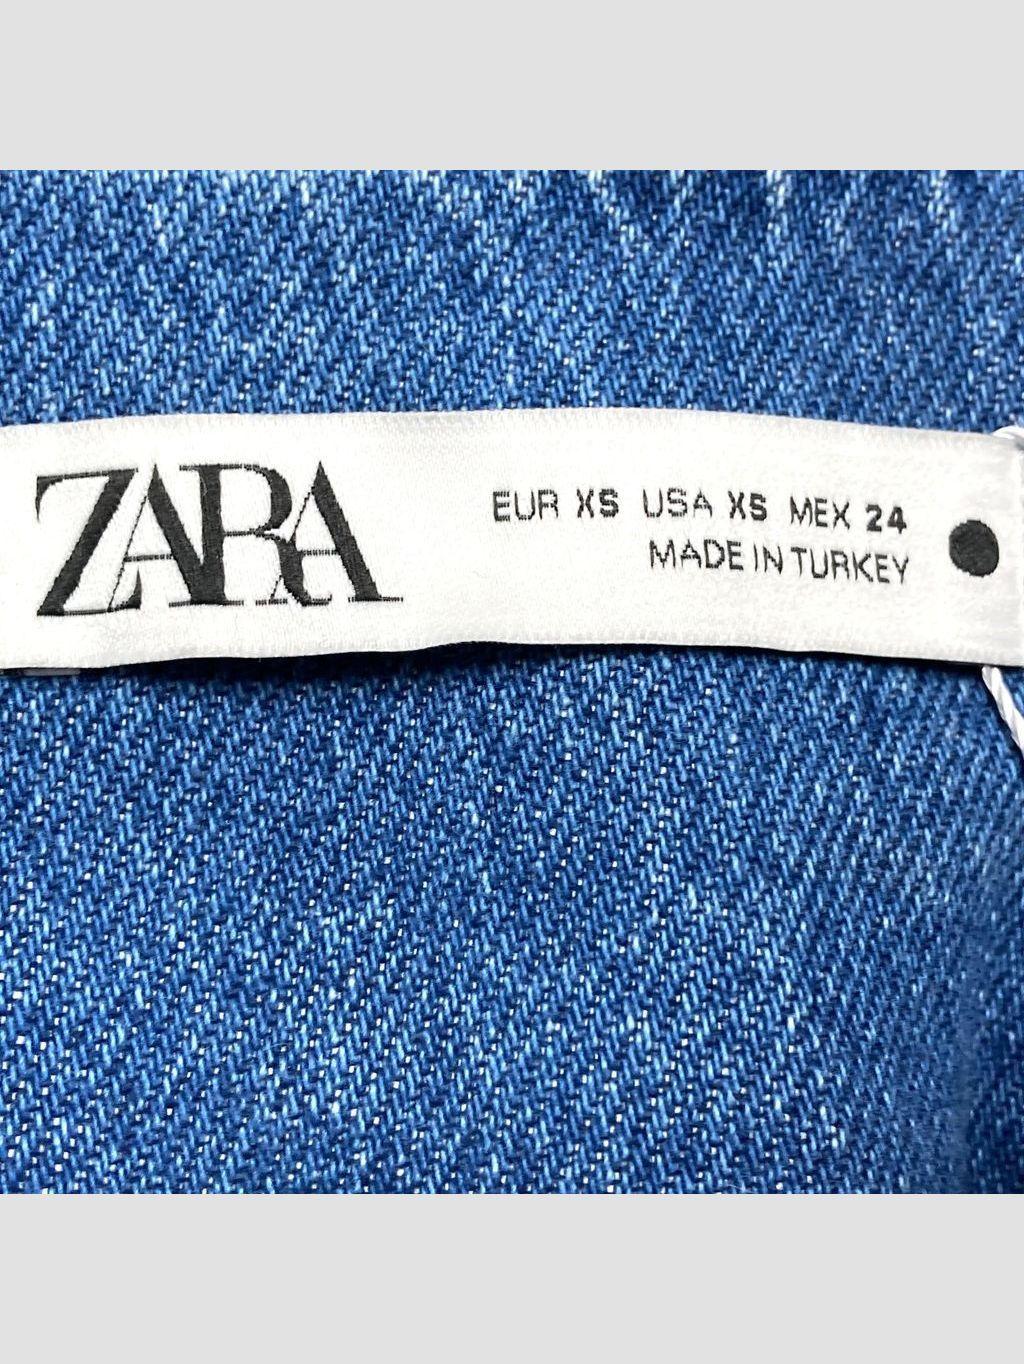 ZARA
EUR XS USA XS MEX 24
MADE IN TURKEY